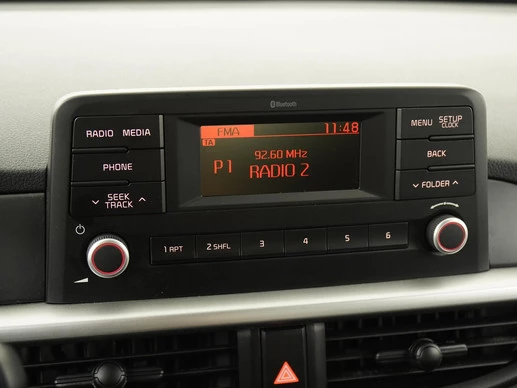 Bluetooth
RADIO MEDIA
PHONE
SEEK
TRACK
FMA 11:48
TA
92.60 MHz
P1 RADIO 2
MENU SETUP
CLOCK
BACK
FOLDER
1 RPT 2 SHFL 3 4 5 6